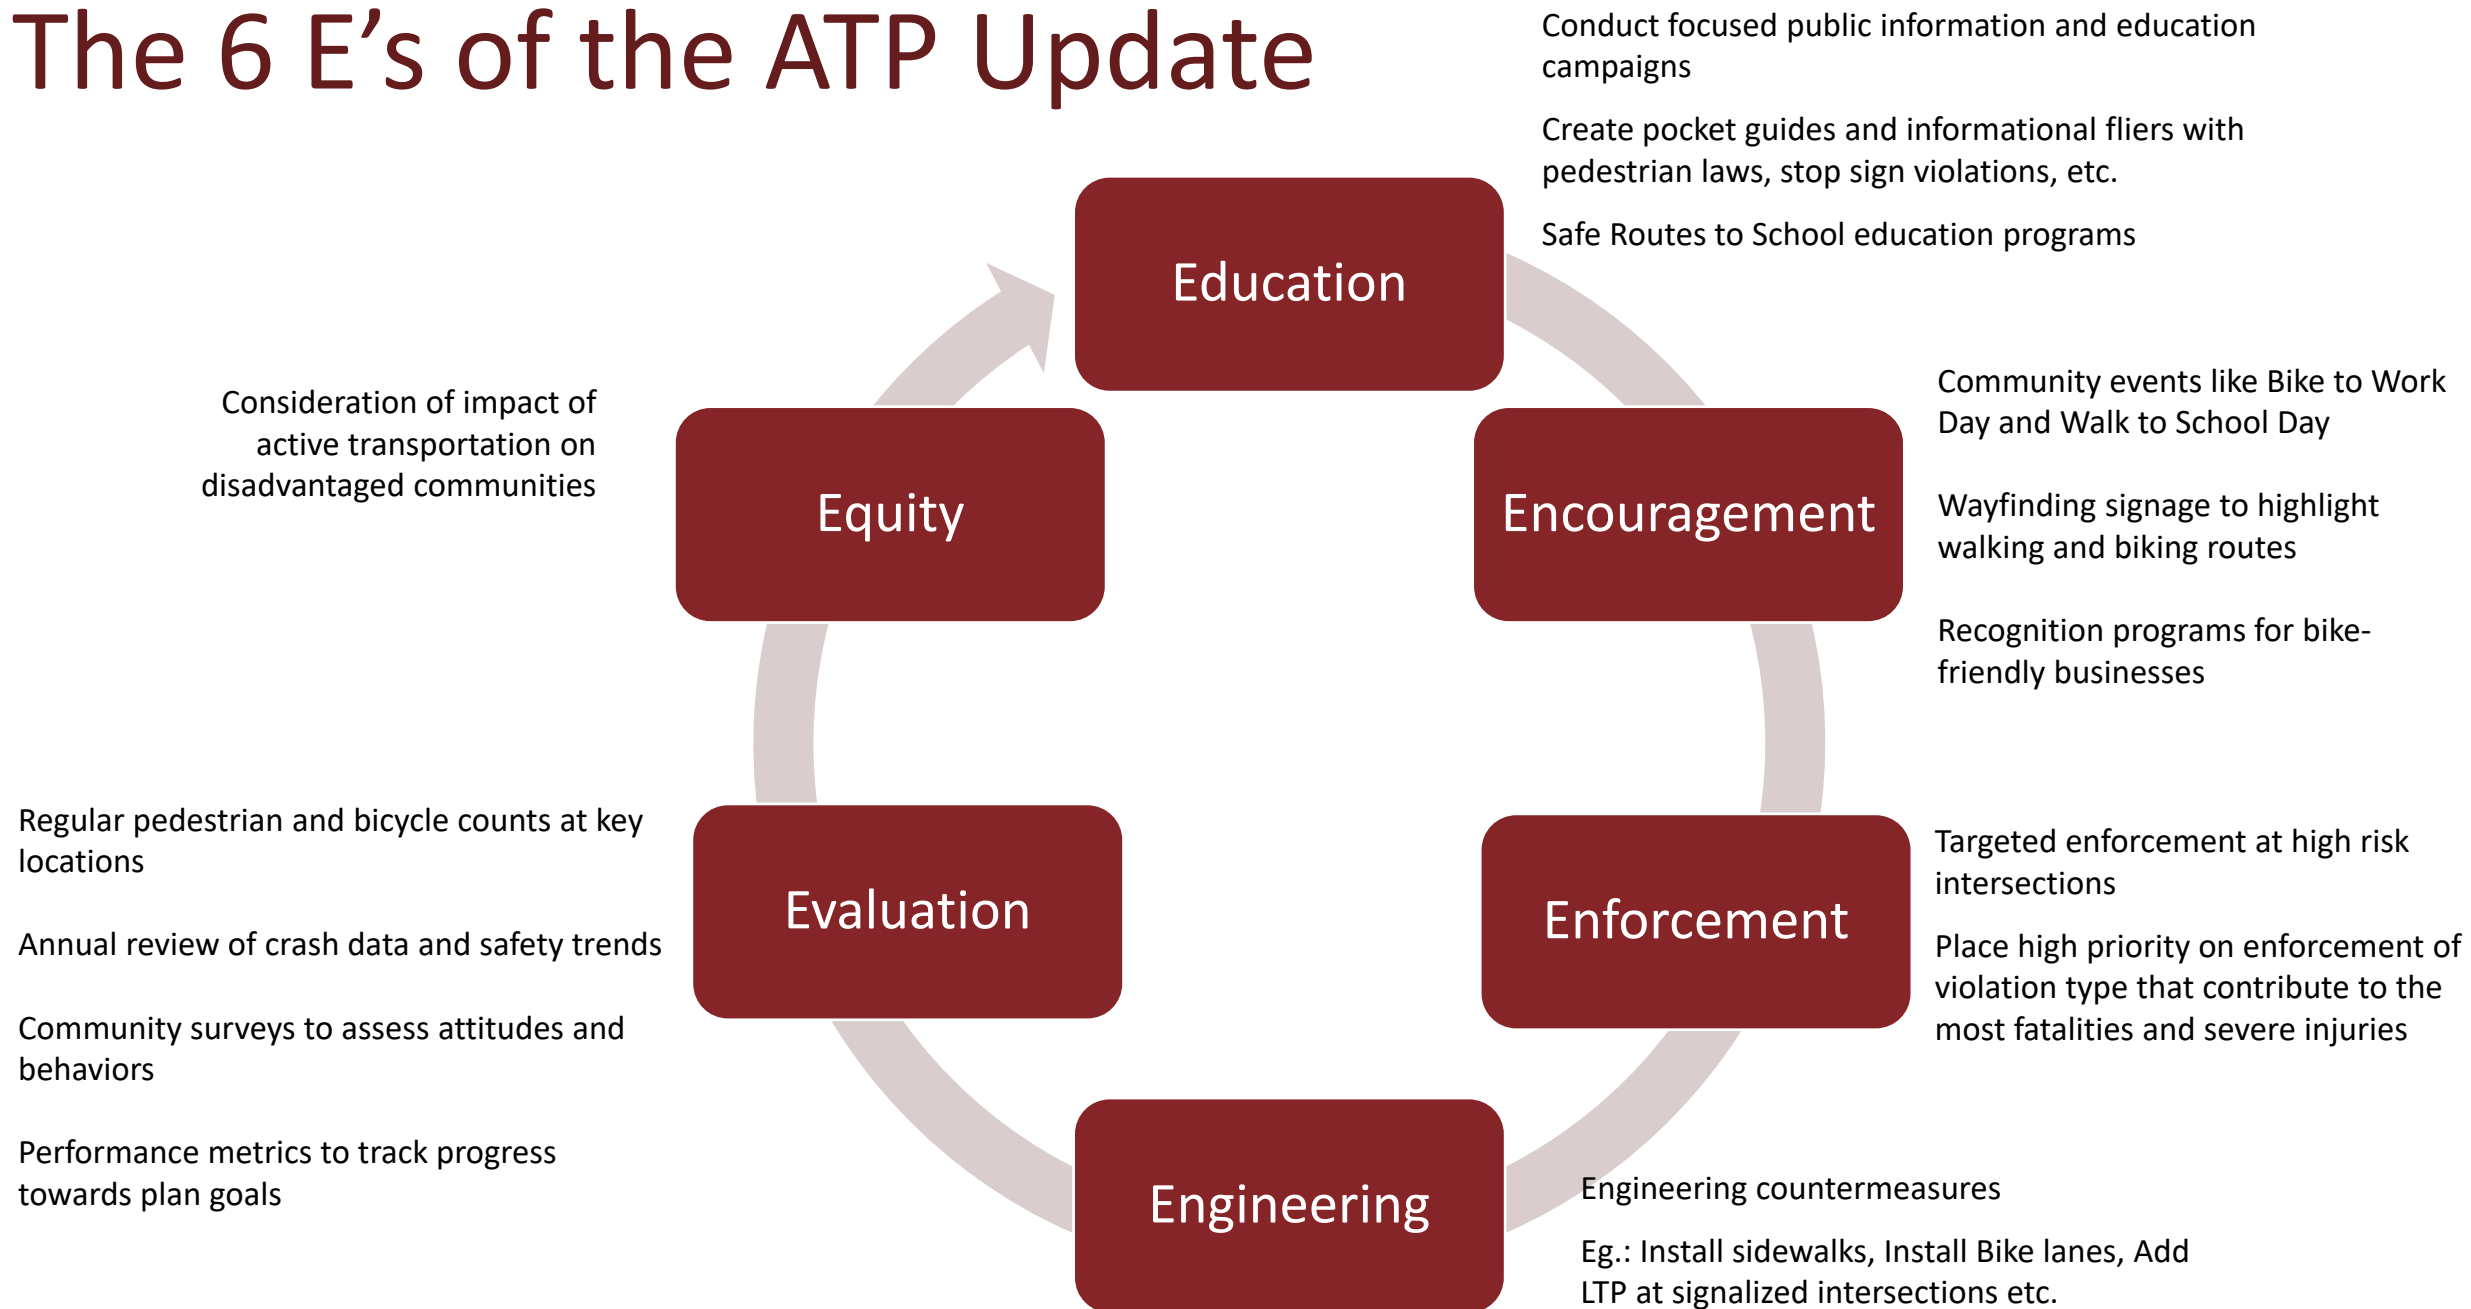 The 6 E’s of the ATP Update
Conduct focused public information and education
campaigns
Create pocket guides and informational fliers with
pedestrian laws, stop sign violations, etc.
Safe Routes to School education programs
Education
Community events like Bike to Work
Day and Walk to School Day
Wayfinding signage to highlight
walking and biking routes
Recognition programs for bike-
friendly businesses
Encouragement
Targeted enforcement at high risk
intersections
Place high priority on enforcement of
violation type that contribute to the
most fatalities and severe injuries
Enforcement
Engineering countermeasures
Eg.: Install sidewalks, Install Bike lanes, Add
LTP at signalized intersections etc.
Engineering
Regular pedestrian and bicycle counts at key
locations
Annual review of crash data and safety trends
Community surveys to assess attitudes and
behaviors
Performance metrics to track progress
towards plan goals
Evaluation
Consideration of impact of
active transportation on
disadvantaged communities
Equity